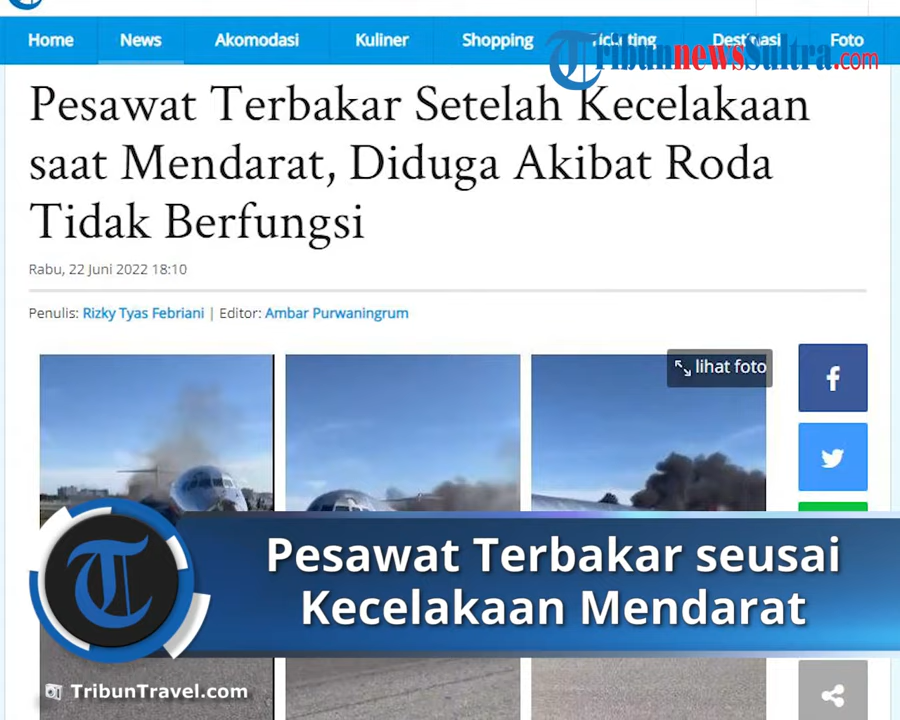 Home News Akomodasi Kuliner Shopping Ticketing Destinasi Foto
TribunnewsSultra.com
Pesawat Terbakar Setelah Kecelakaan
saat Mendarat, Diduga Akibat Roda
Tidak Berfungsi
Rabu, 22 Juni 2022 18:10
Penulis: Rizky Tyas Febriani | Editor: Ambar Purwaningrum
lihat foto
Pesawat Terbakar seusai
Kecelakaan Mendarat
TribunTravel.com